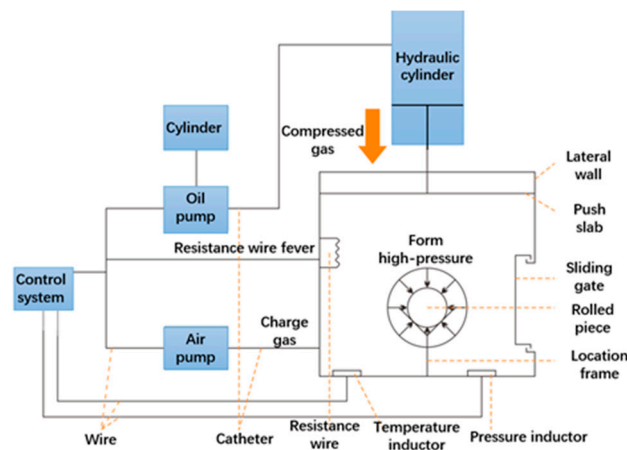 Hydraulic
cylinder
Cylinder
Compressed
gas
Lateral
wall
Oil
pump
Push
slab
Resistance wire fever
Form
high-pressure
Sliding
gate
Control
system
Charge
gas
Rolled
piece
Air
pump
Location
frame
Wire
Catheter
Resistance
wire
Temperature
inductor
Pressure inductor